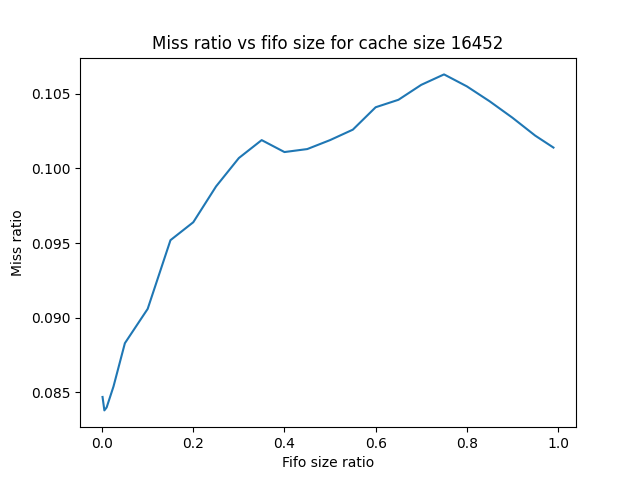 Miss ratio vs fifo size for cache size 16452
0.105
0.100
0.095
0.090
0.085
Miss ratio
0.0 0.2 0.4 0.6 0.8 1.0
Fifo size ratio